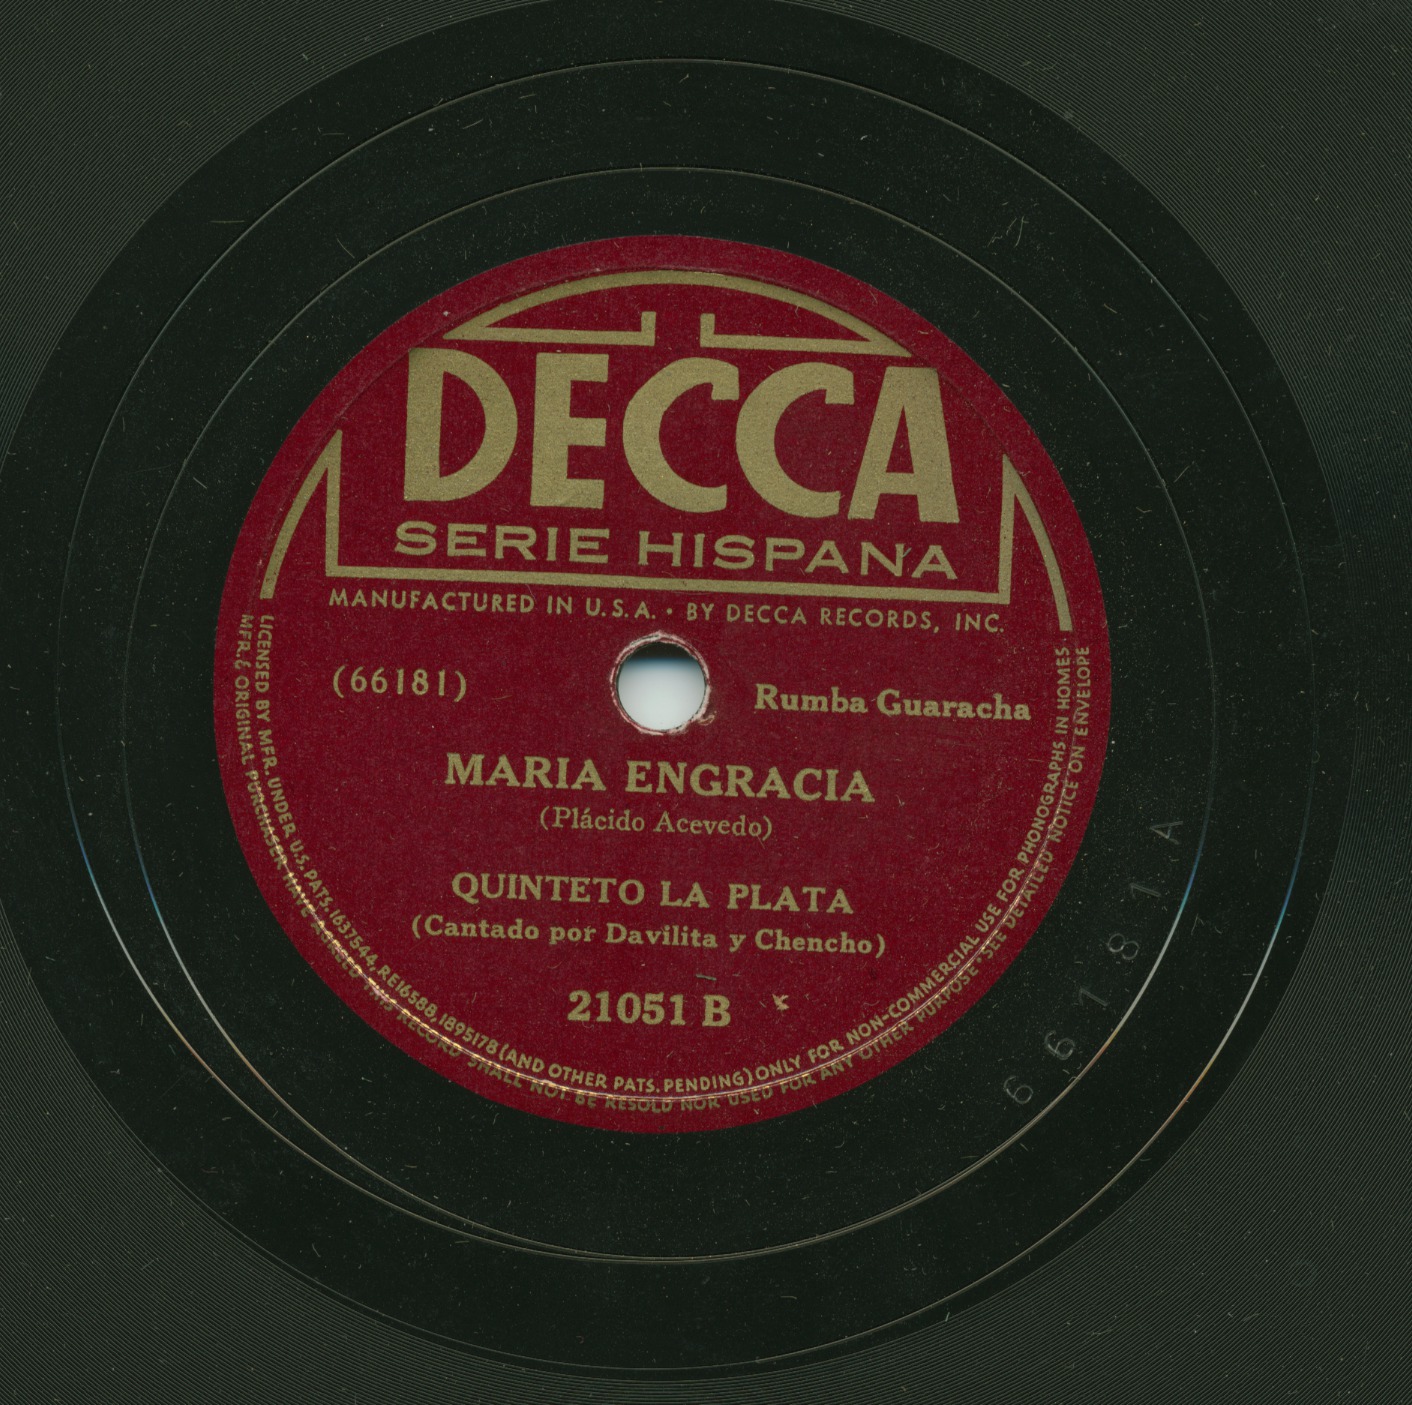 DECCA
SERIE HISPANA
MANUFACTURED IN U.S.A. • BY DECCA RECORDS, INC.
(66181)
Rumba Guaracha
MARIA ENGRACIA
(Plácido Acevedo)
QUINTETO LA PLATA
(Cantado por Davilita y Chencho)
21051 B
LICENSED BY MFR. UNDER U.S. PATS. 1637544, RE16588, 1895178 (AND OTHER PATS. PENDING) ONLY FOR NON-COMMERCIAL USE FOR PHONOGRAPHS IN HOMES
MFR. & ORIGINAL PURCHASER HAVE AGREED THIS RECORD SHALL NOT BE RESOLD NOR USED FOR ANY OTHER PURPOSE • SEE DETAILED NOTICE ON ENVELOPE
66181A